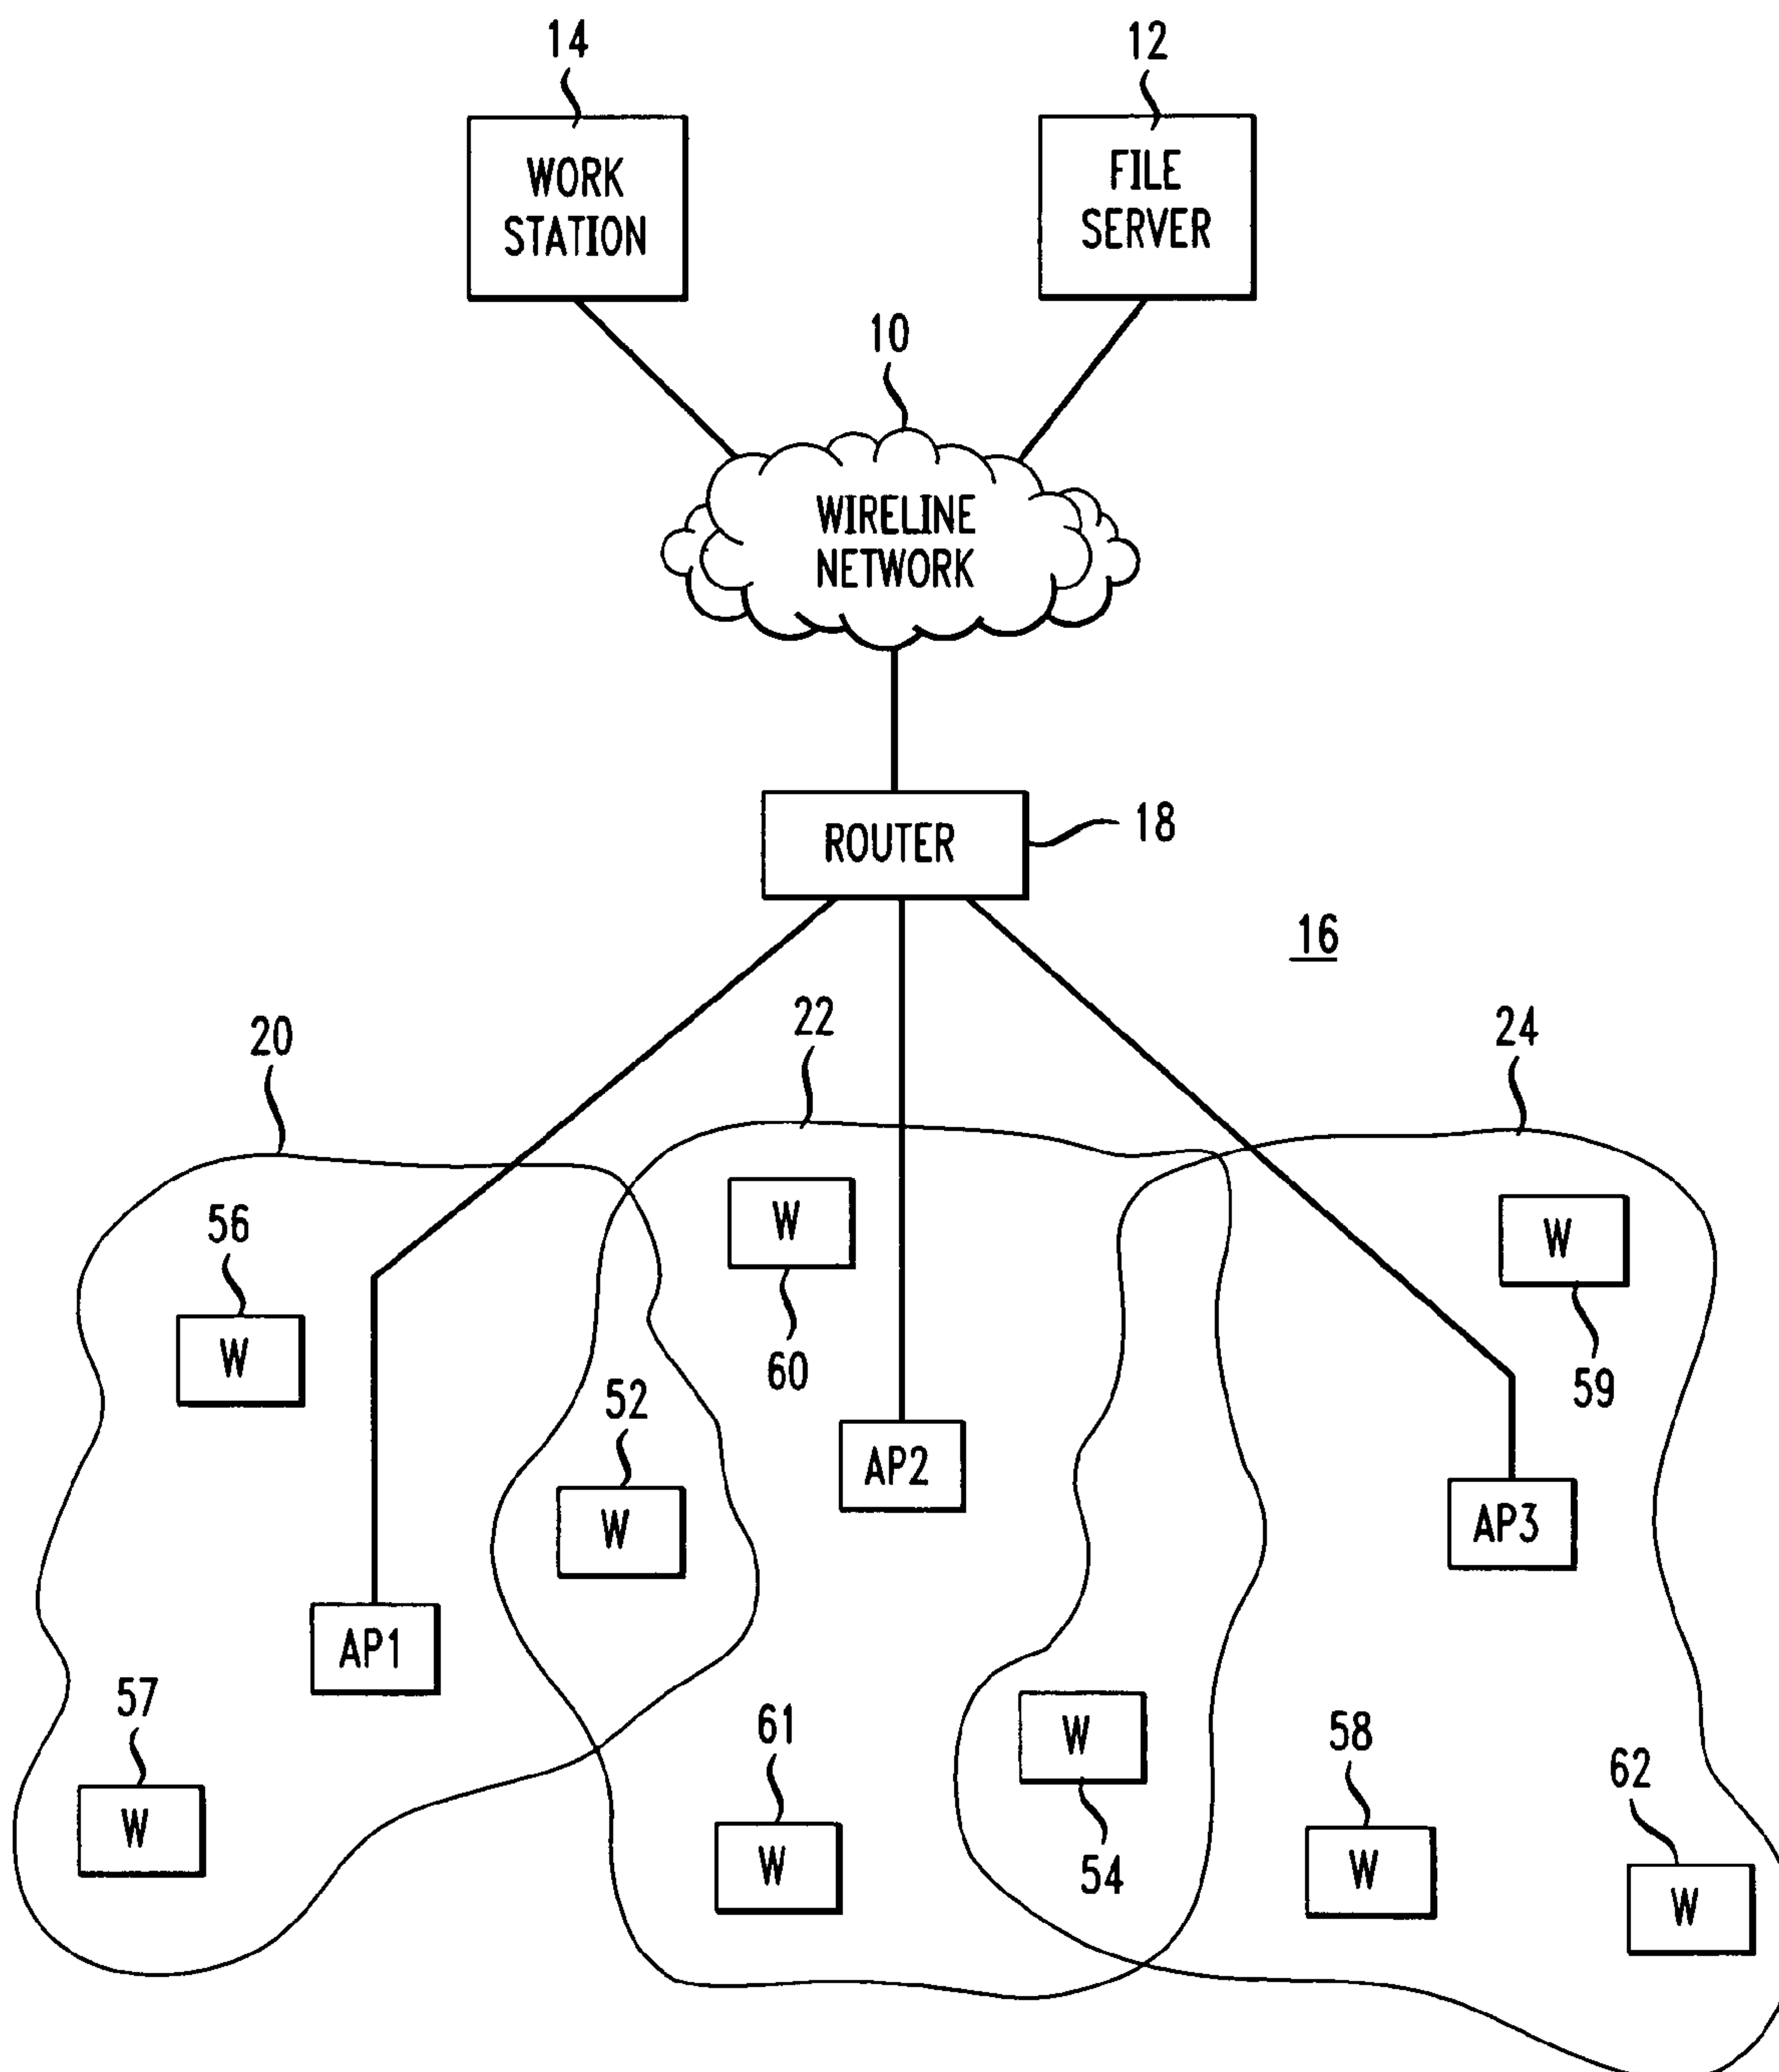 14
12
WORK
STATION
FILE
SERVER
10
WIRELINE
NETWORK
ROUTER
18
16
20
22
24
56
W
W
60
W
59
52
W
AP2
AP3
AP1
57
W
61
W
W
54
58
W
62
W